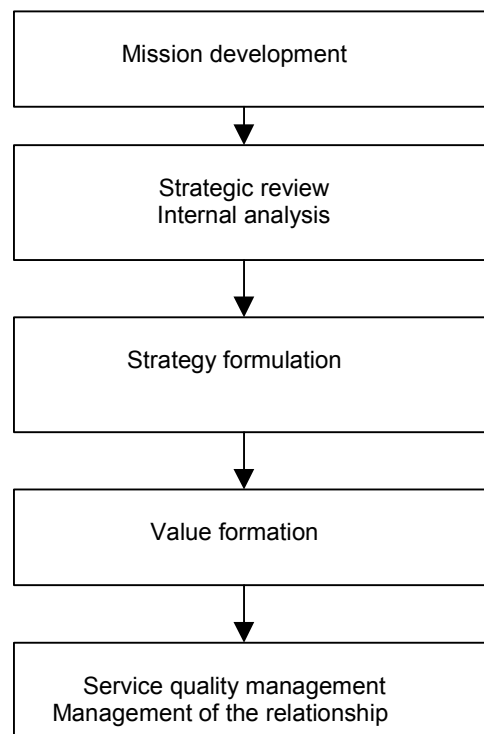 Mission development
Strategic review
Internal analysis
Strategy formulation
Value formation
Service quality management
Management of the relationship